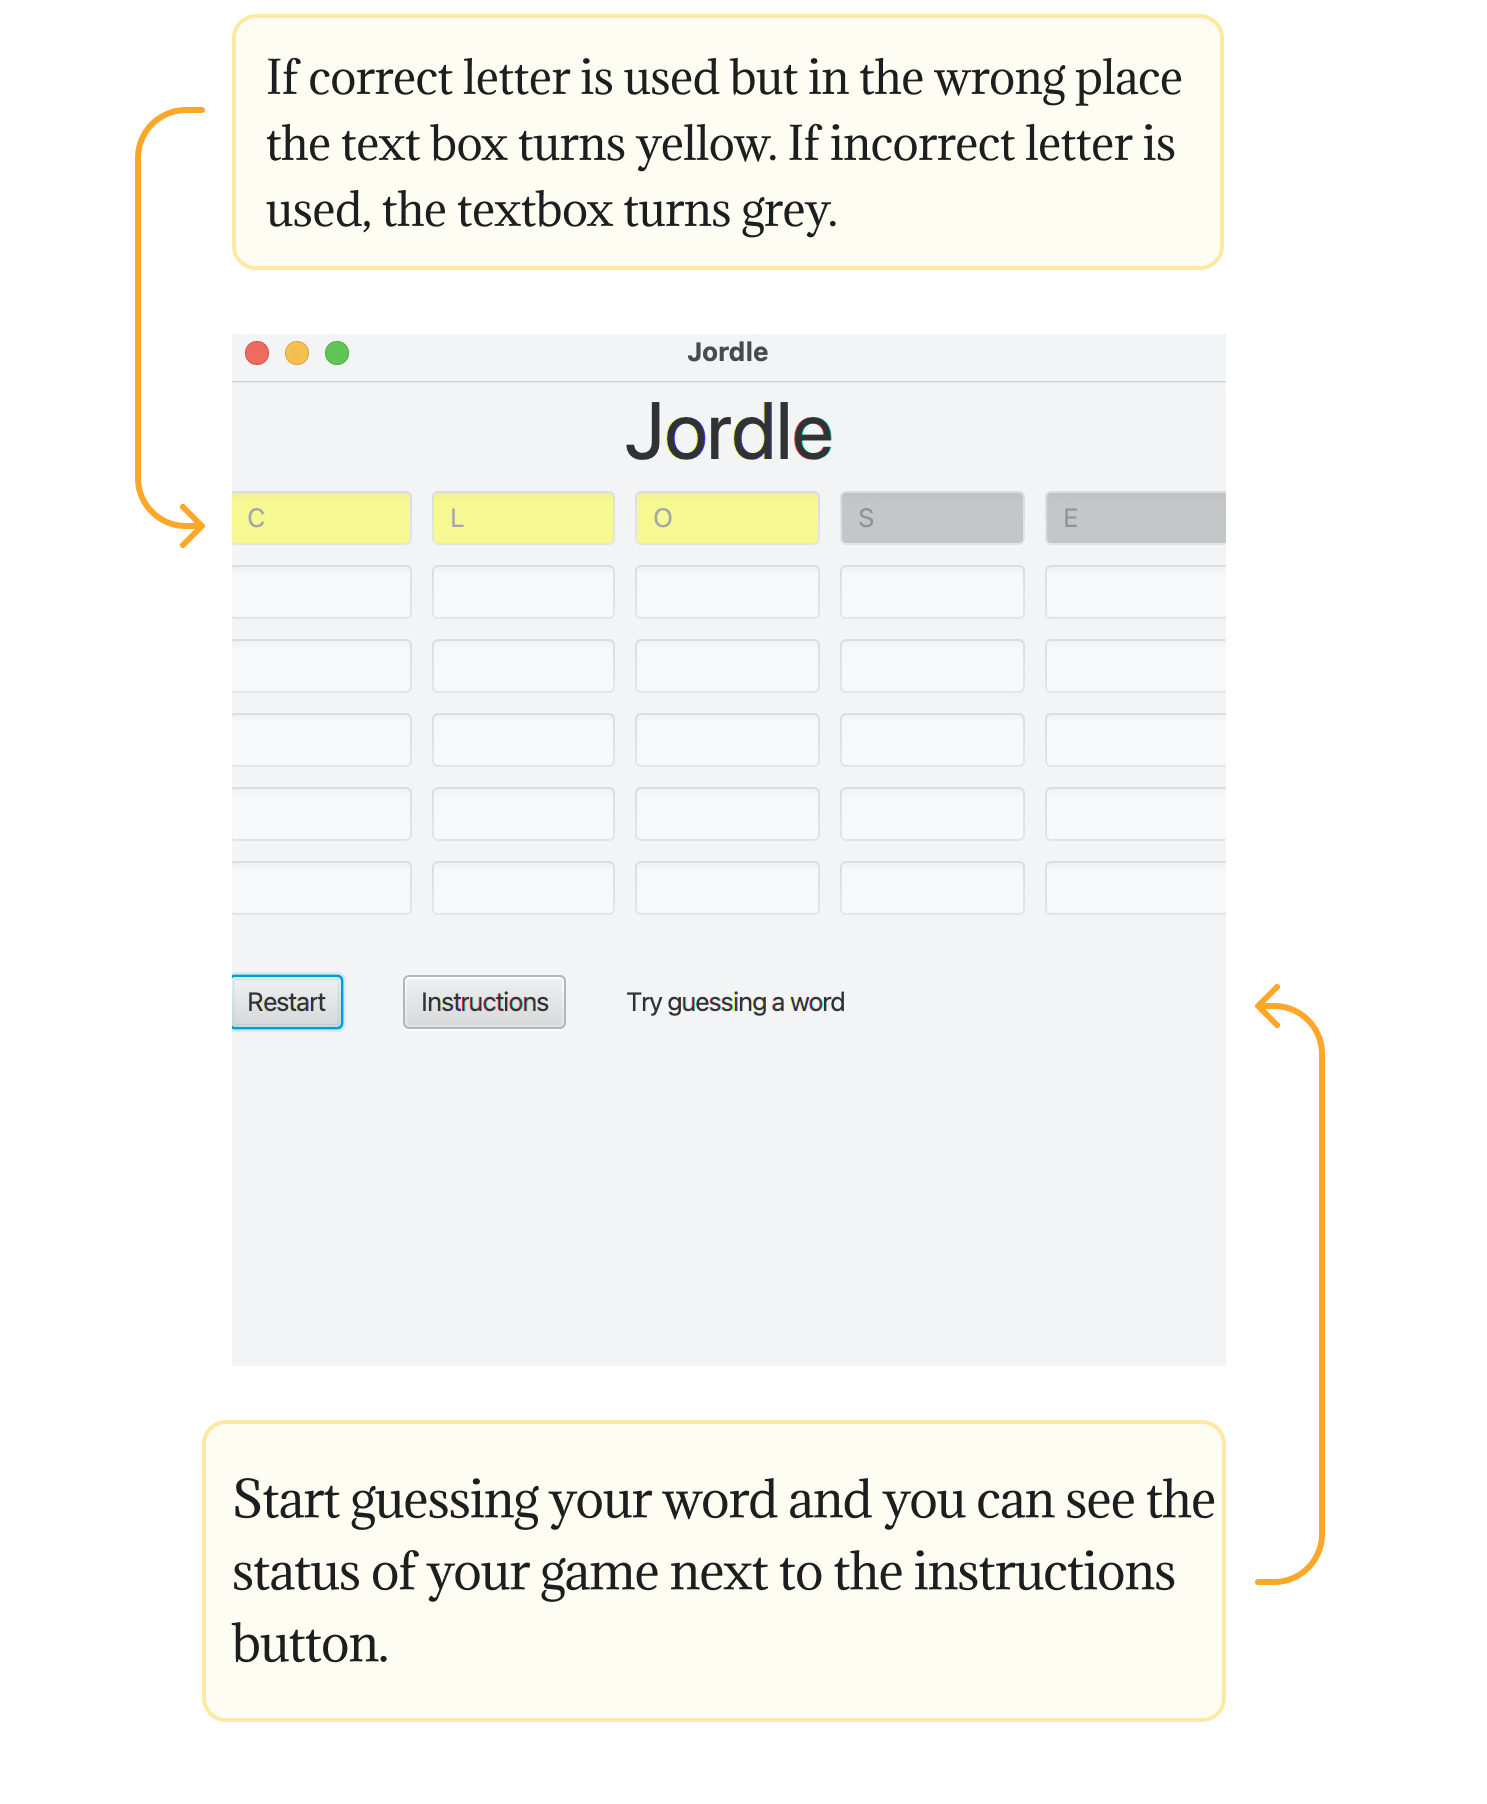 If correct letter is used but in the wrong place
the text box turns yellow. If incorrect letter is
used, the textbox turns grey.
Jordle
Jordle
C L O S E
Restart Instructions Try guessing a word
Start guessing your word and you can see the
status of your game next to the instructions
button.